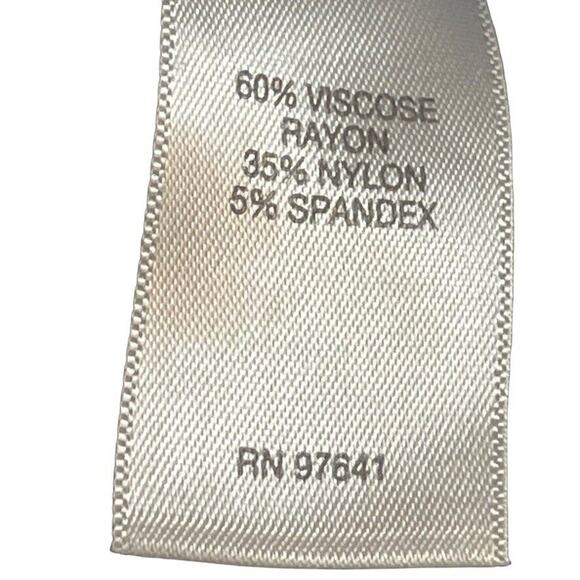 60% VISCOSE
RAYON
35% NYLON
5% SPANDEX
RN 97641